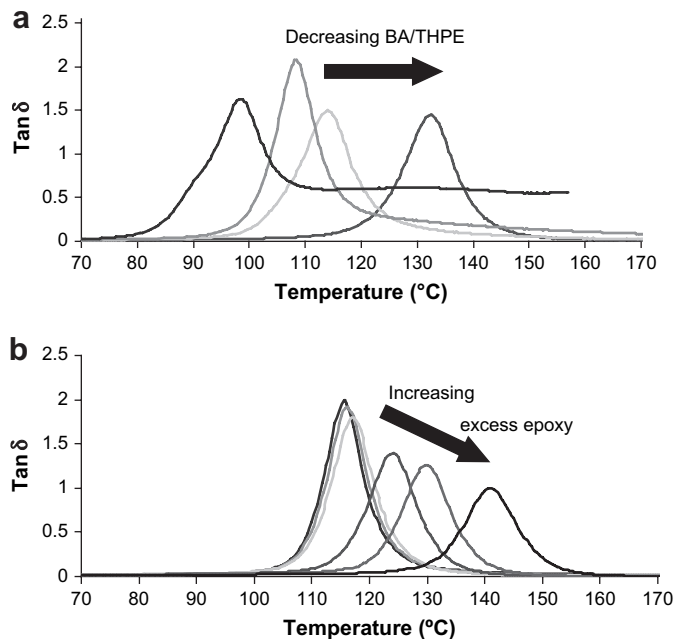 a
2.5
Decreasing BA/THPE
2
1.5
Tan δ
1
0.5
0
70 80 90 100 110 120 130 140 150 160 170
Temperature (°C)
b
2.5
Increasing
2
excess epoxy
1.5
Tan δ
1
0.5
0
70 80 90 100 110 120 130 140 150 160 170
Temperature (ºC)